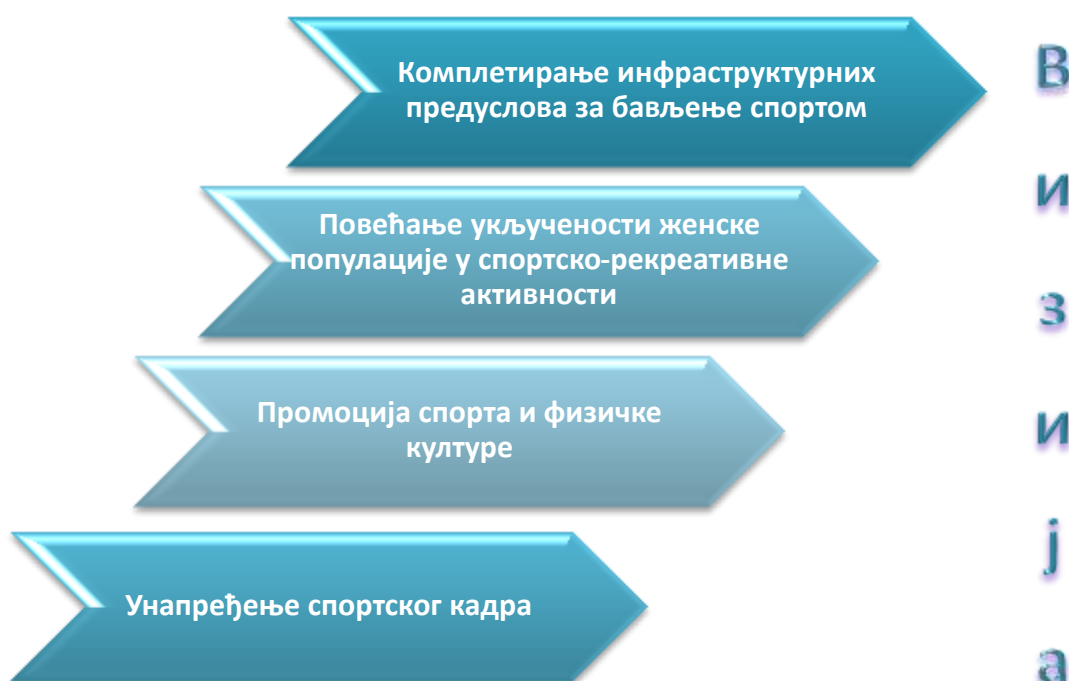 Комплетирање инфраструктурних
предуслова за бављење спортом
Повећање укључености женске
популације у спортско-рекреативне
активности
Промоција спорта и физичке
културе
Унапређење спортског кадра
В
и
з
и
ј
а